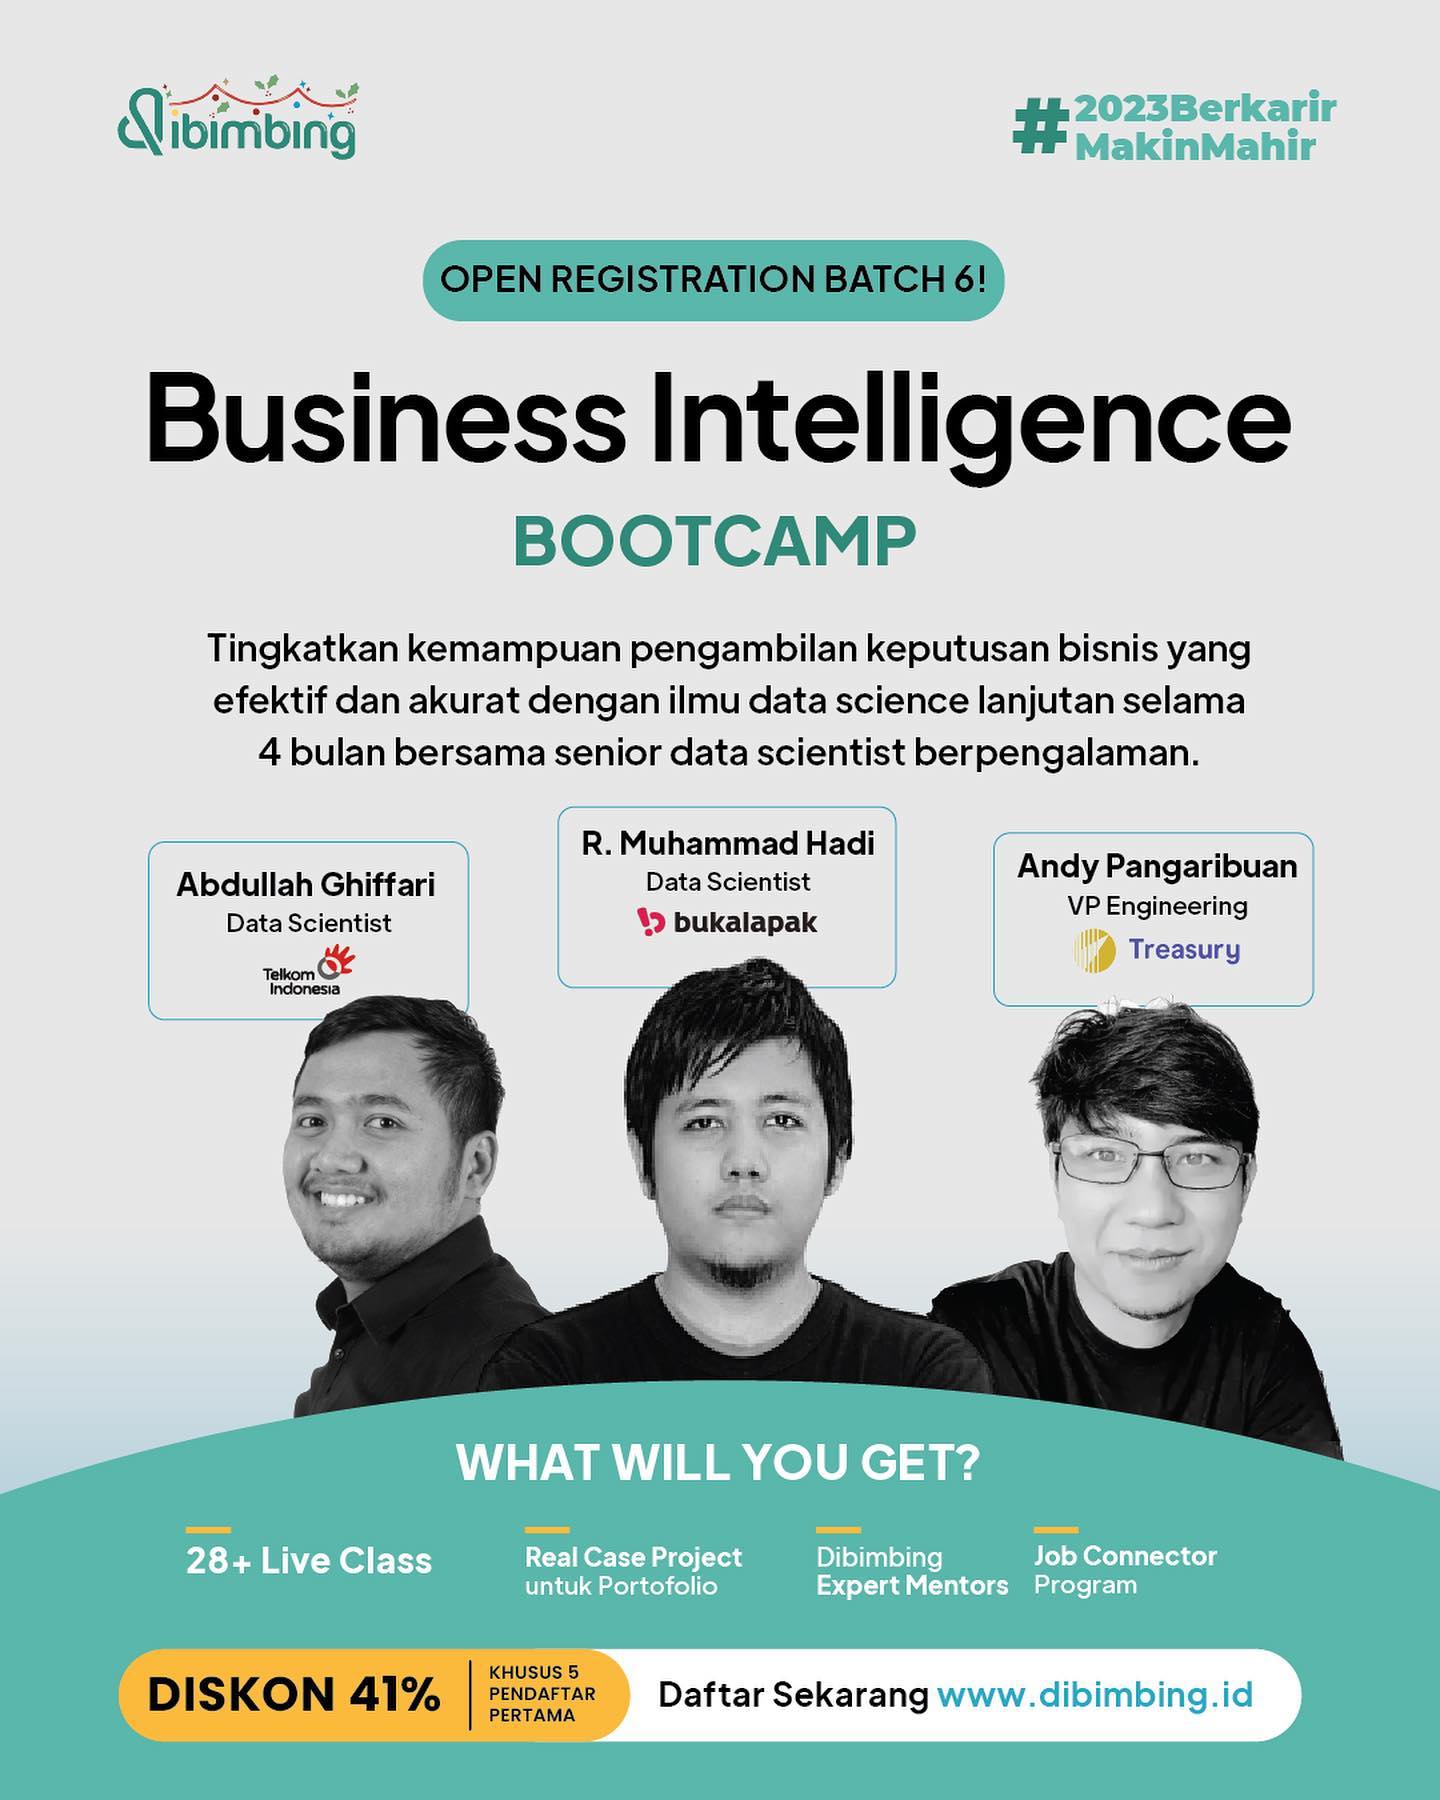 Dibimbing
#2023Berkarir
MakinMahir
OPEN REGISTRATION BATCH 6!
Business Intelligence
BOOTCAMP
Tingkatkan kemampuan pengambilan keputusan bisnis yang
efektif dan akurat dengan ilmu data science lanjutan selama
4 bulan bersama senior data scientist berpengalaman.
Abdullah Ghiffari
Data Scientist
Telkom
Indonesia
R. Muhammad Hadi
Data Scientist
bukalapak
Andy Pangaribuan
VP Engineering
Treasury
WHAT WILL YOU GET?
28+ Live Class
Real Case Project
untuk Portofolio
Dibimbing
Expert Mentors
Job Connector
Program
DISKON 41%
KHUSUS 5
PENDAFTAR
PERTAMA
Daftar Sekarang www.dibimbing.id